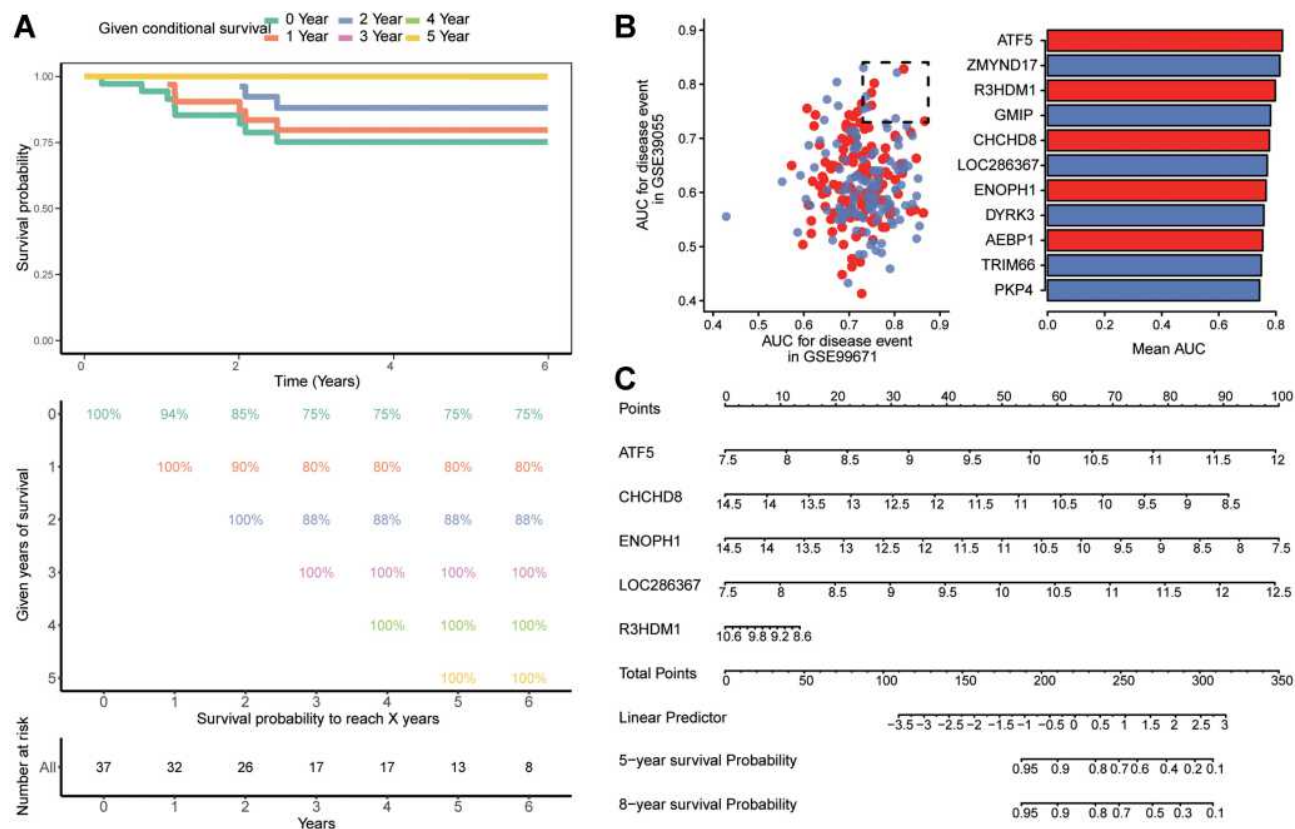 A
Given conditional survival
0 Year
2 Year
4 Year
1 Year
3 Year
5 Year
Survival probability
1.00
0.75
0.50
0.25
0.00
0 2 4 6
Time (Years)
Given years of survival
0 100% 94% 85% 75% 75% 75% 75%
1 100% 90% 80% 80% 80% 80%
2 100% 88% 88% 88% 88%
3 100% 100% 100% 100%
4 100% 100% 100%
5 100% 100%
0 1 2 3 4 5 6
Survival probability to reach X years
Number at risk
All 37 32 26 17 17 13 8
0 1 2 3 4 5 6
Years
B
AUC for disease event
in GSE39055
0.9
0.8
0.7
0.6
0.5
0.4
0.4 0.5 0.6 0.7 0.8 0.9
AUC for disease event
in GSE99671
ATF5
ZMYND17
R3HDM1
GMIP
CHCHD8
LOC286367
ENOPH1
DYRK3
AEBP1
TRIM66
PKP4
0.0 0.2 0.4 0.6 0.8
Mean AUC
C
Points
0 10 20 30 40 50 60 70 80 90 100
ATF5
7.5 8 8.5 9 9.5 10 10.5 11 11.5 12
CHCHD8
14.5 14 13.5 13 12.5 12 11.5 11 10.5 10 9.5 9 8.5
ENOPH1
14.5 14 13.5 13 12.5 12 11.5 11 10.5 10 9.5 9 8.5 8 7.5
LOC286367
7.5 8 8.5 9 9.5 10 10.5 11 11.5 12 12.5
R3HDM1
10.6 9.8 9.2 8.6
Total Points
0 50 100 150 200 250 300 350
Linear Predictor
−3.5 −3 −2.5 −2 −1.5 −1 −0.5 0 0.5 1 1.5 2 2.5 3
5−year survival Probability
0.95 0.9 0.8 0.7 0.6 0.4 0.2 0.1
8−year survival Probability
0.95 0.9 0.8 0.7 0.5 0.3 0.1